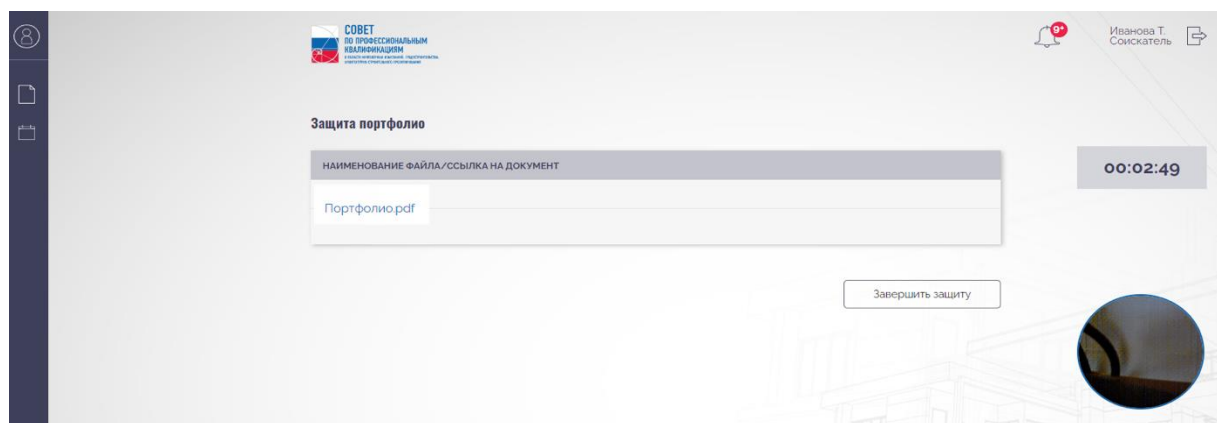 СОВЕТ
ПО ПРОФЕССИОНАЛЬНЫМ
КВАЛИФИКАЦИЯМ
9+
Иванова Т.
Соискатель
Защита портфолио
НАИМЕНОВАНИЕ ФАЙЛА/ССЫЛКА НА ДОКУМЕНТ
00:02:49
Портфолио.pdf
Завершить защиту